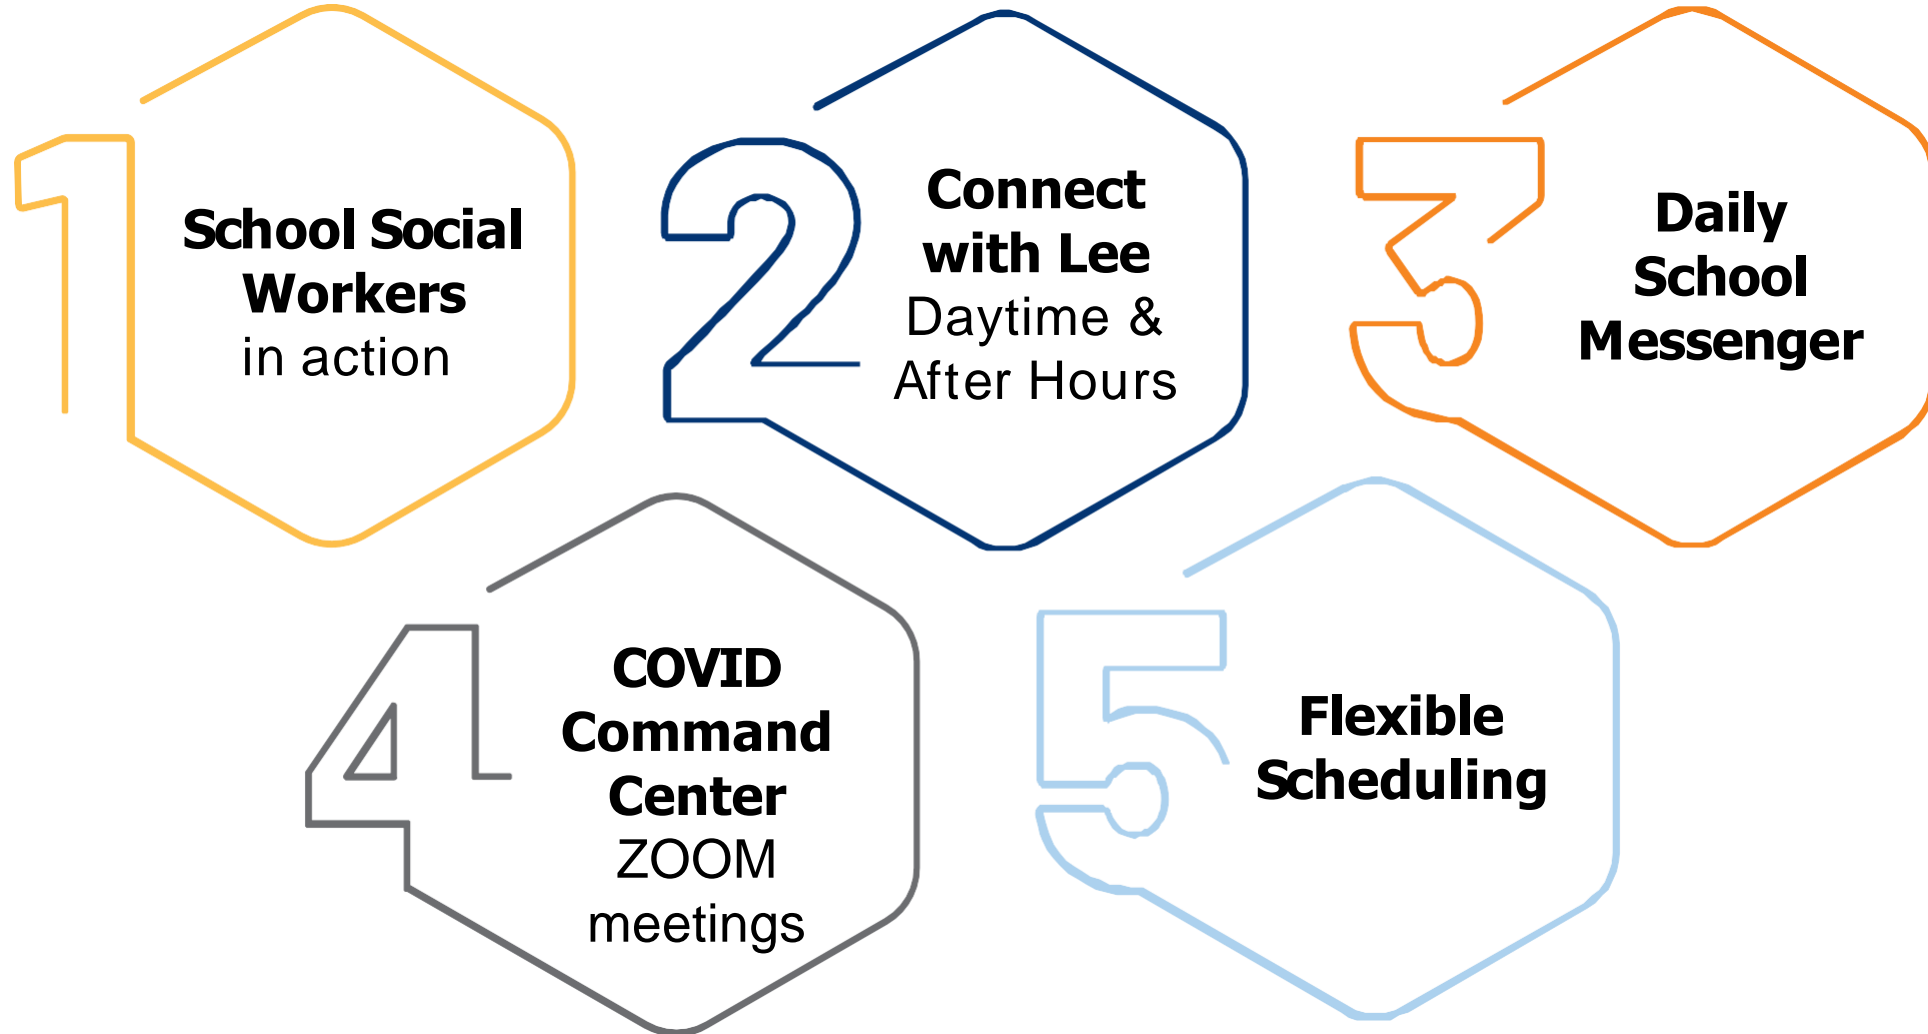 1
School Social
Workers
in action
2
Connect
with Lee
Daytime &
After Hours
3
Daily
School
Messenger
4
COVID
Command
Center
ZOOM
meetings
5
Flexible
Scheduling